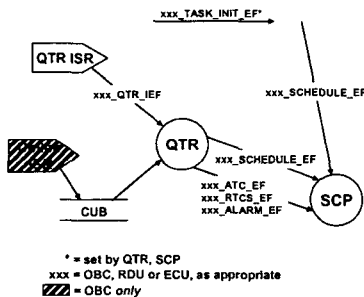 xxx_TASK_INIT_EF*
QTR ISR
xxx_QTR_IEF
xxx_SCHEDULE_EF
QTR
xxx_SCHEDULE_EF
xxx_ATC_EF
xxx_RTCS_EF
xxx_ALARM_EF
SCP
CUB
* = set by QTR, SCP
xxx = OBC, RDU or ECU, as appropriate
= OBC only